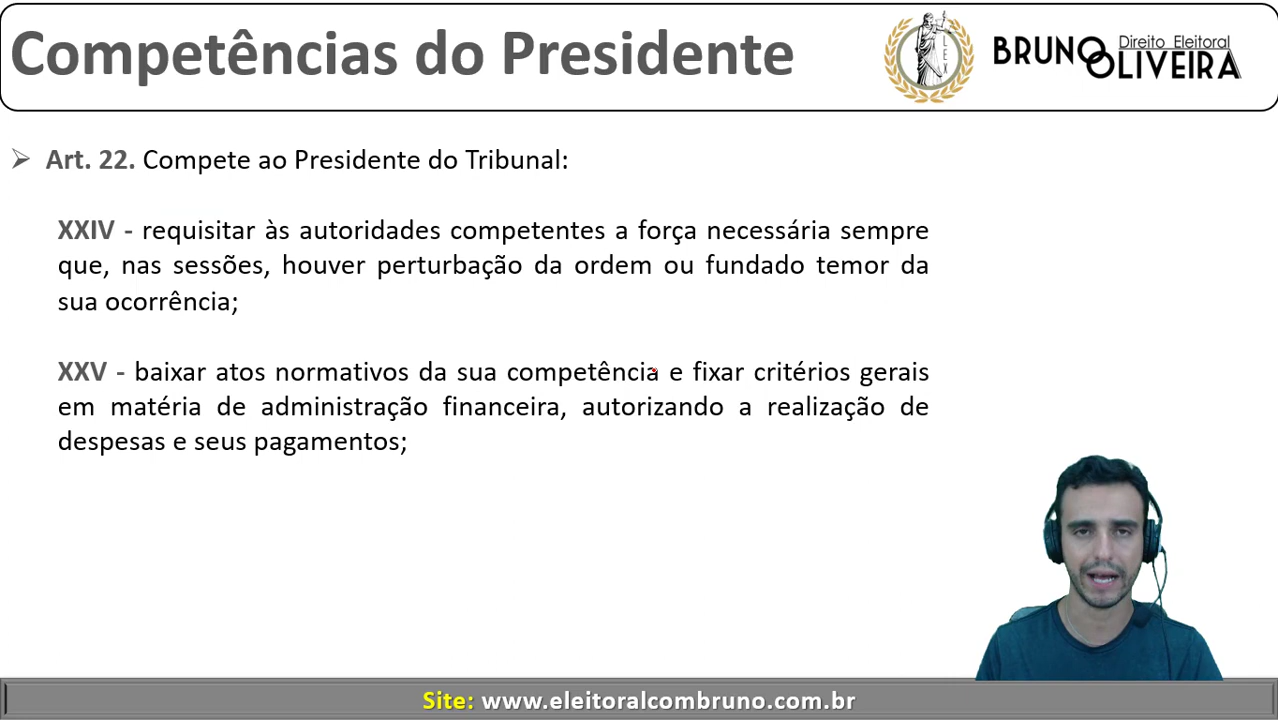 Competências do Presidente
LEX
BRUNO Direito Eleitoral
OLIVEIRA
Art. 22. Compete ao Presidente do Tribunal:
XXIV - requisitar às autoridades competentes a força necessária sempre
que, nas sessões, houver perturbação da ordem ou fundado temor da
sua ocorrência;
XXV - baixar atos normativos da sua competência e fixar critérios gerais
em matéria de administração financeira, autorizando a realização de
despesas e seus pagamentos;
Site: www.eleitoralcombruno.com.br